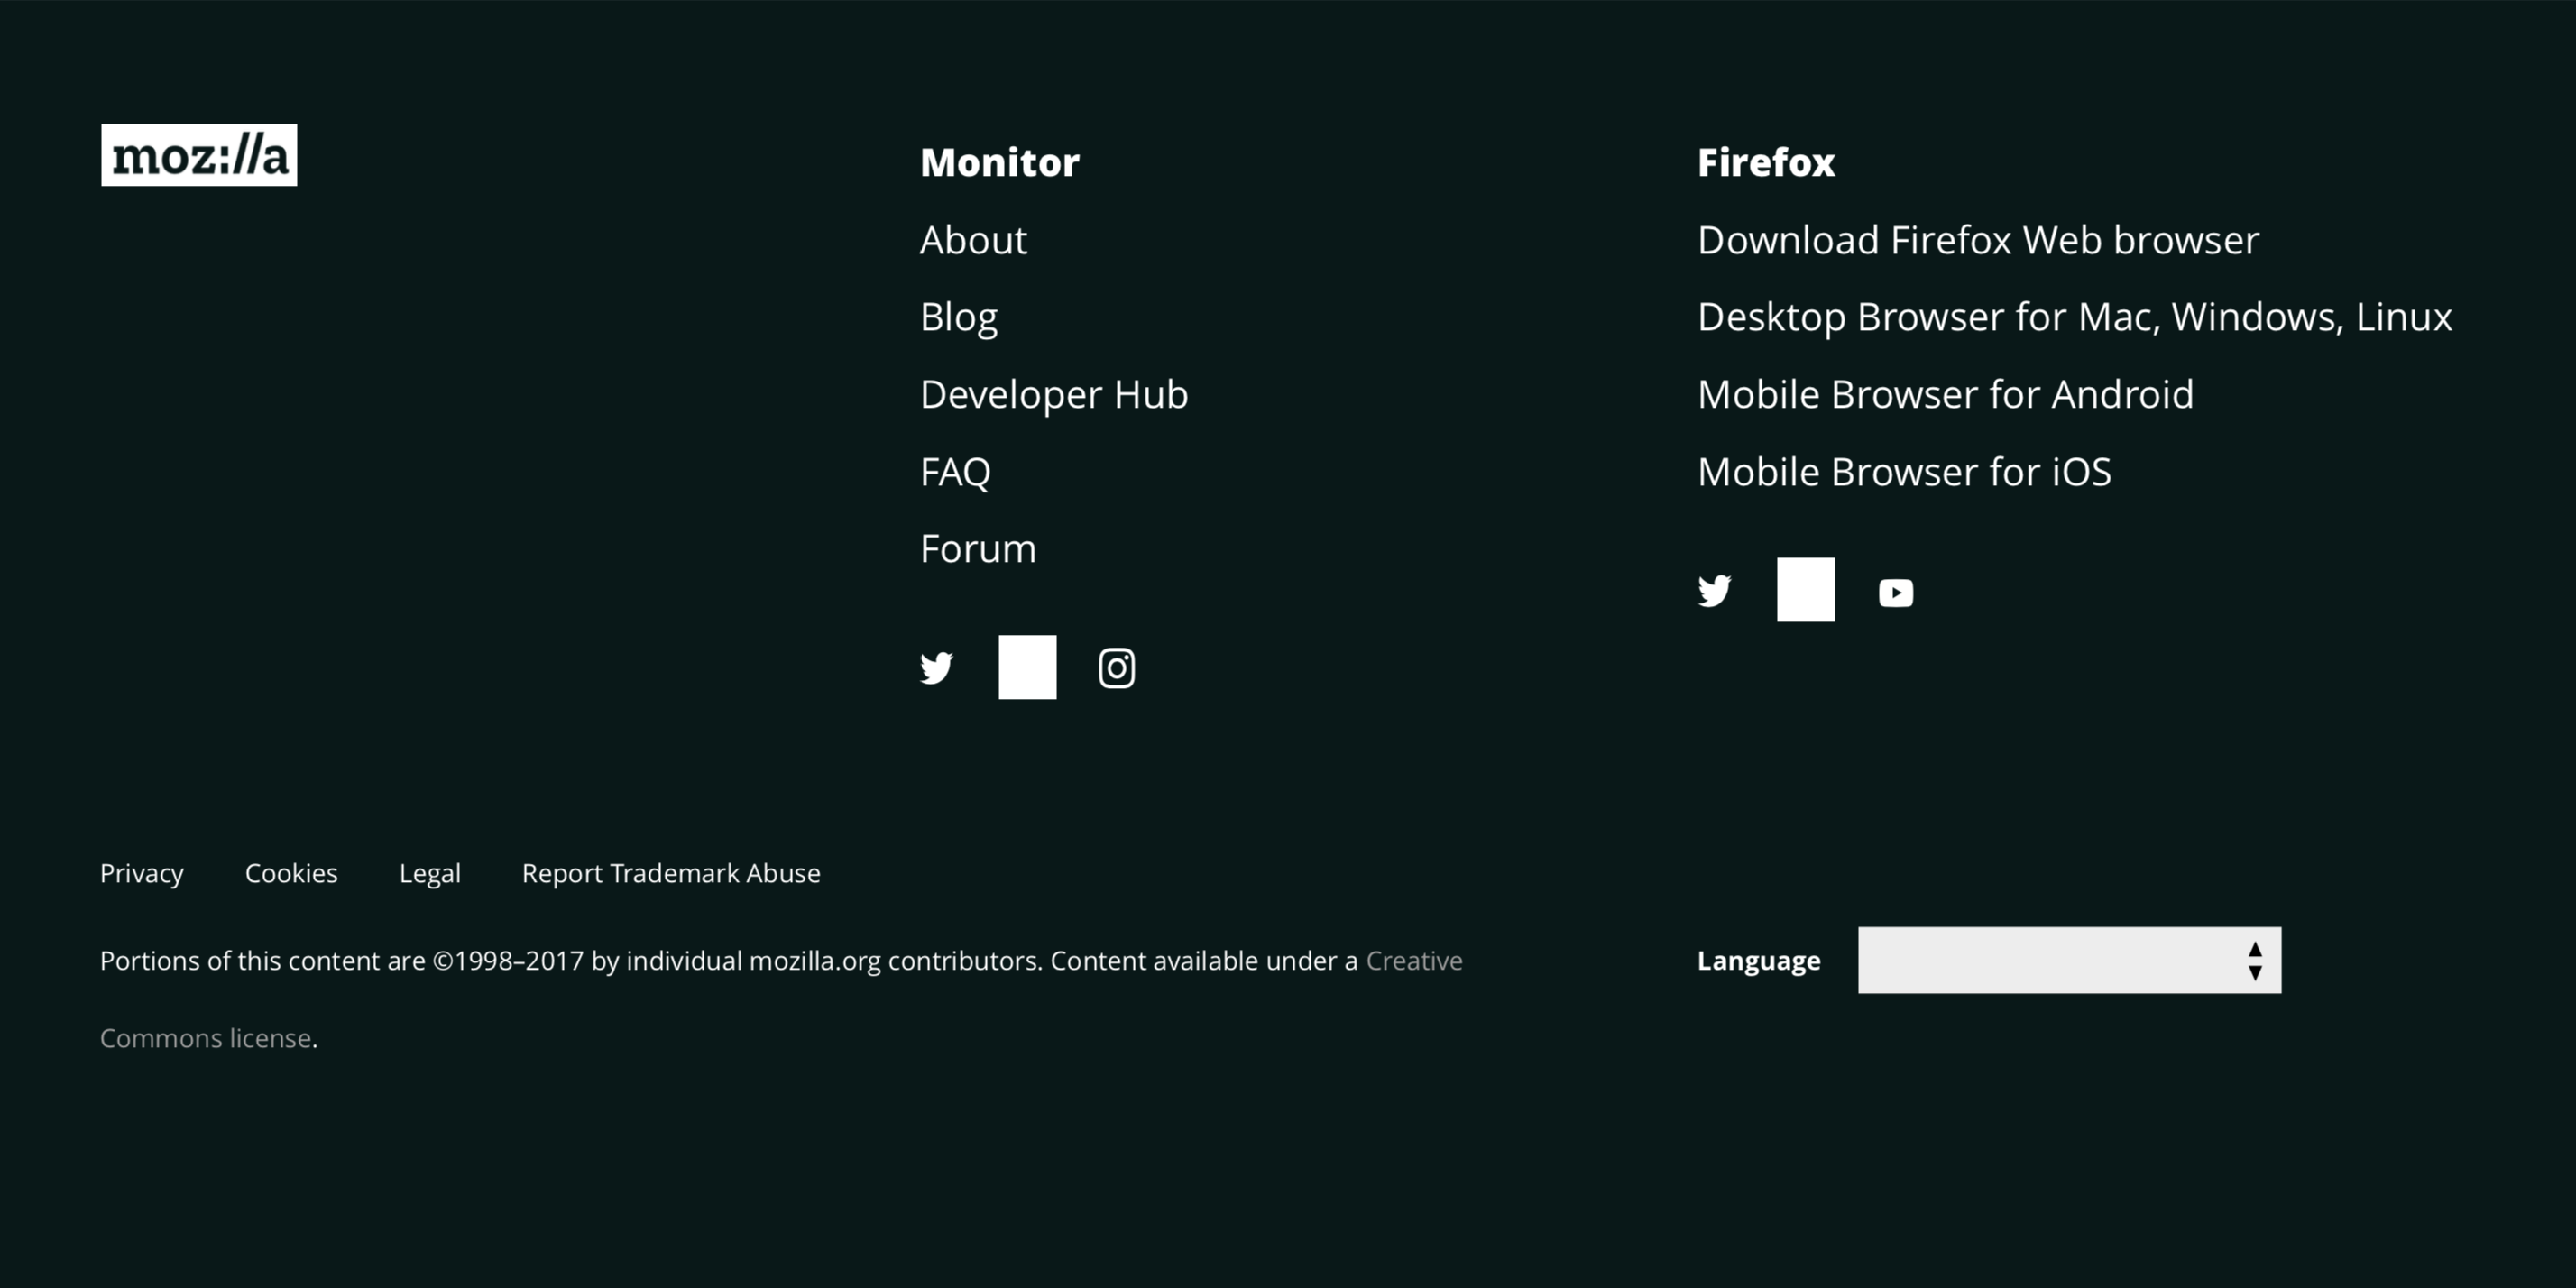 moz://a
Monitor
About
Blog
Developer Hub
FAQ
Forum
Firefox
Download Firefox Web browser
Desktop Browser for Mac, Windows, Linux
Mobile Browser for Android
Mobile Browser for iOS
Privacy Cookies Legal Report Trademark Abuse
Portions of this content are ©1998–2017 by individual mozilla.org contributors. Content available under a Creative
Commons license.
Language